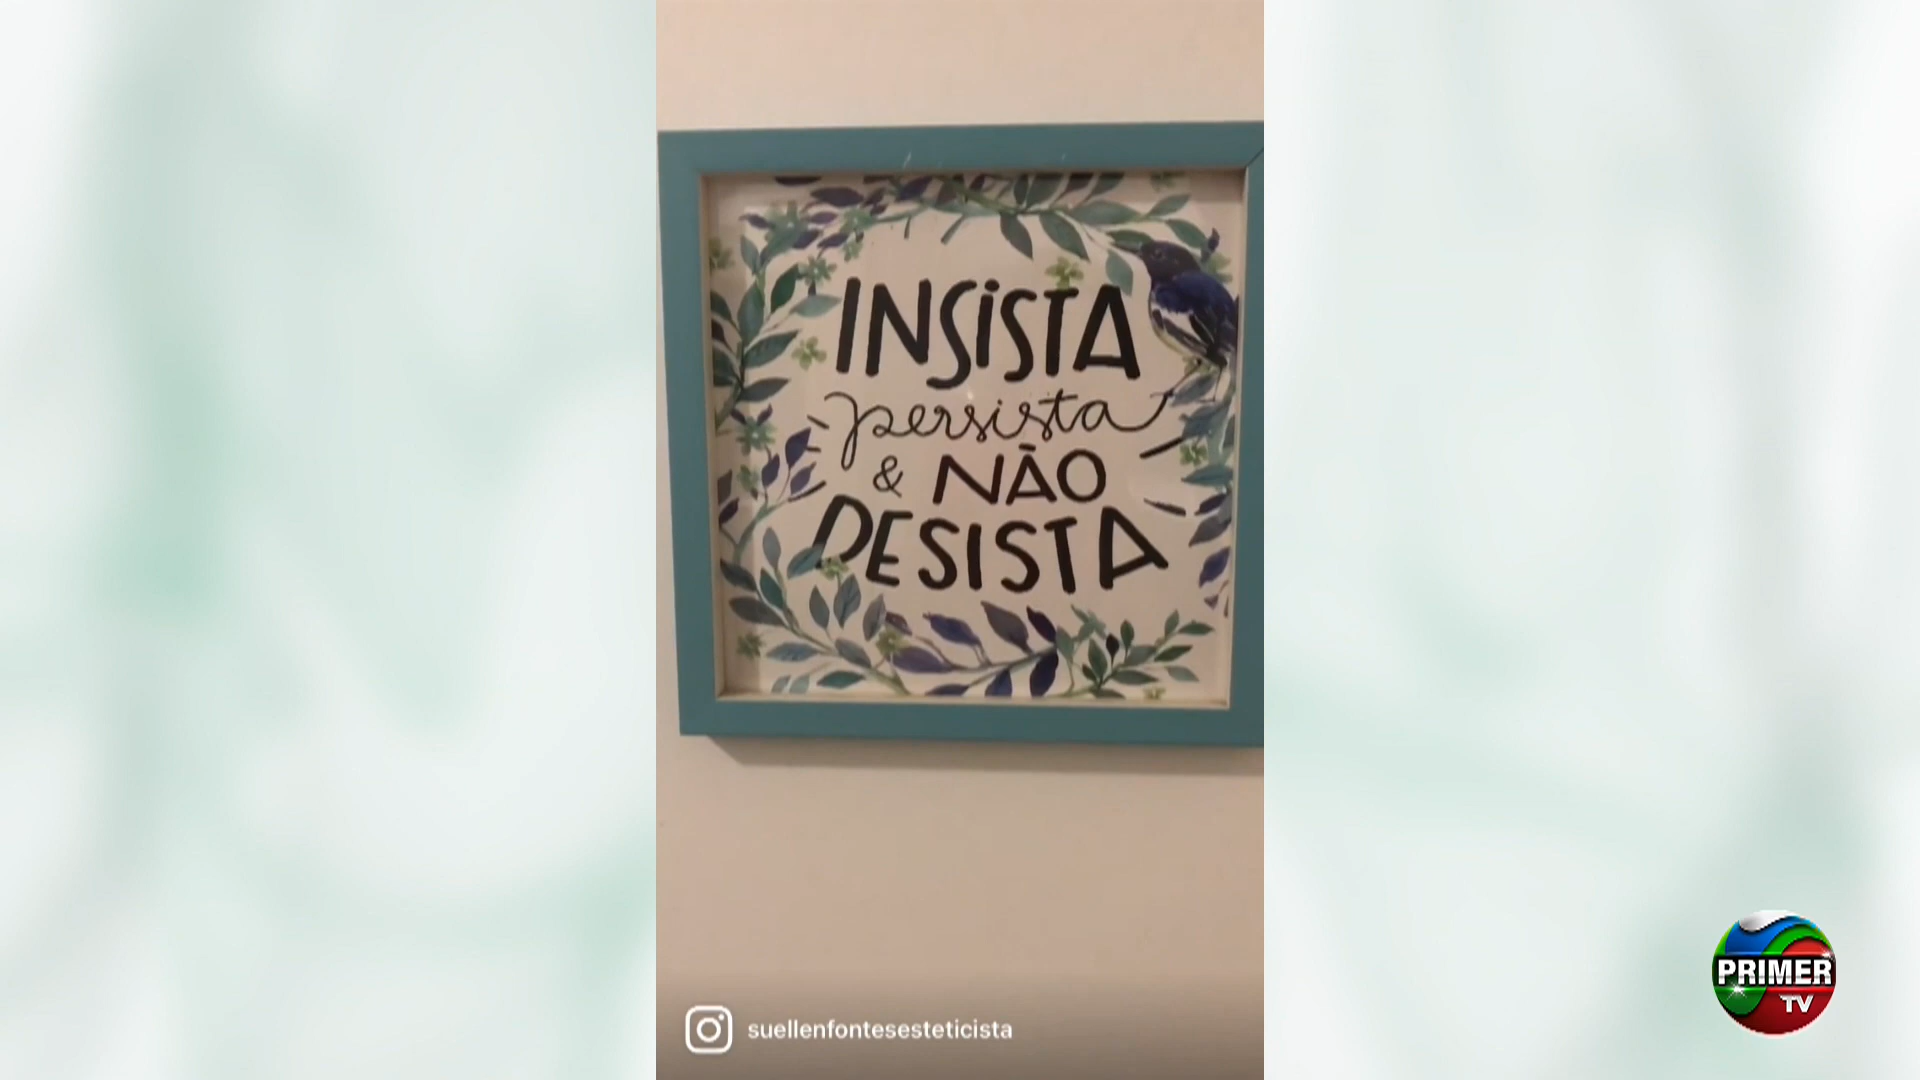 INSISTA
persista
& NÃO
DESISTA
suellenfontesesteticista
PRIMER
TV